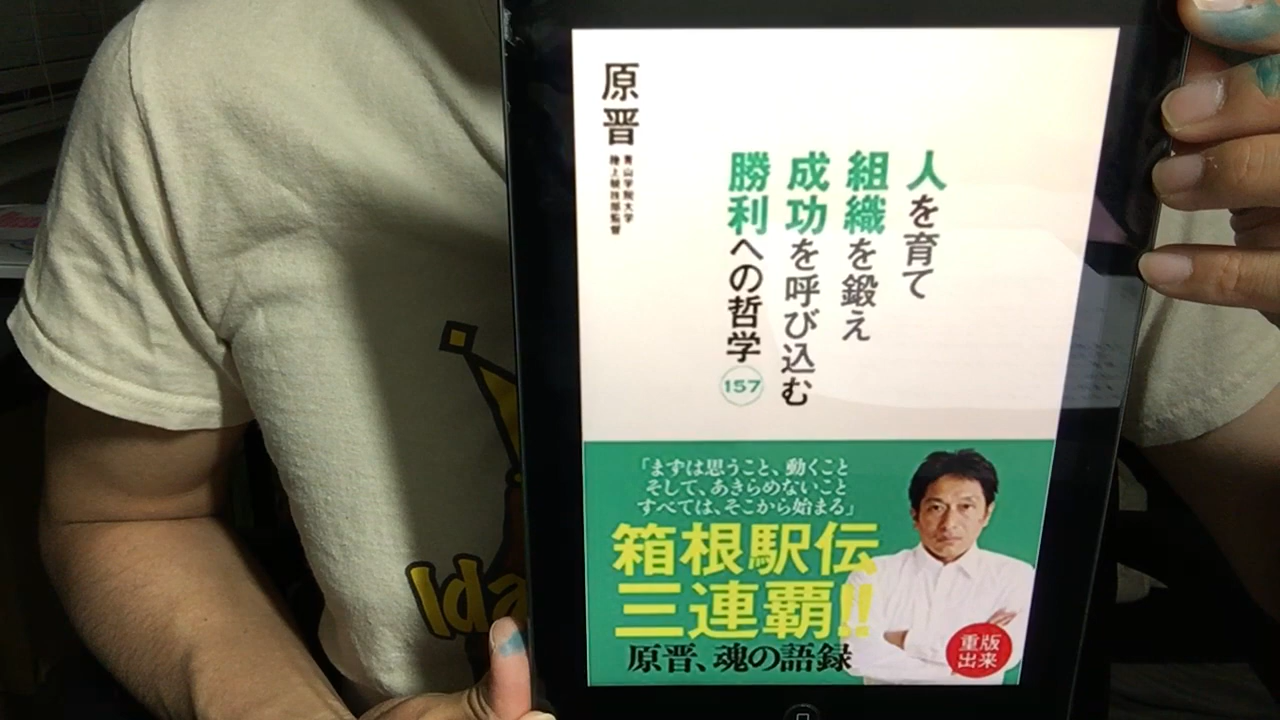 人を育て
組織を鍛え
成功を呼び込む
勝利への哲学
157
原晋
青山学院大学
陸上競技部監督
「まずは思うこと、動くこと
そして、あきらめないこと
すべては、そこから始まる」
箱根駅伝
三連覇!!
原晋、魂の語録
重版
出来
Ida